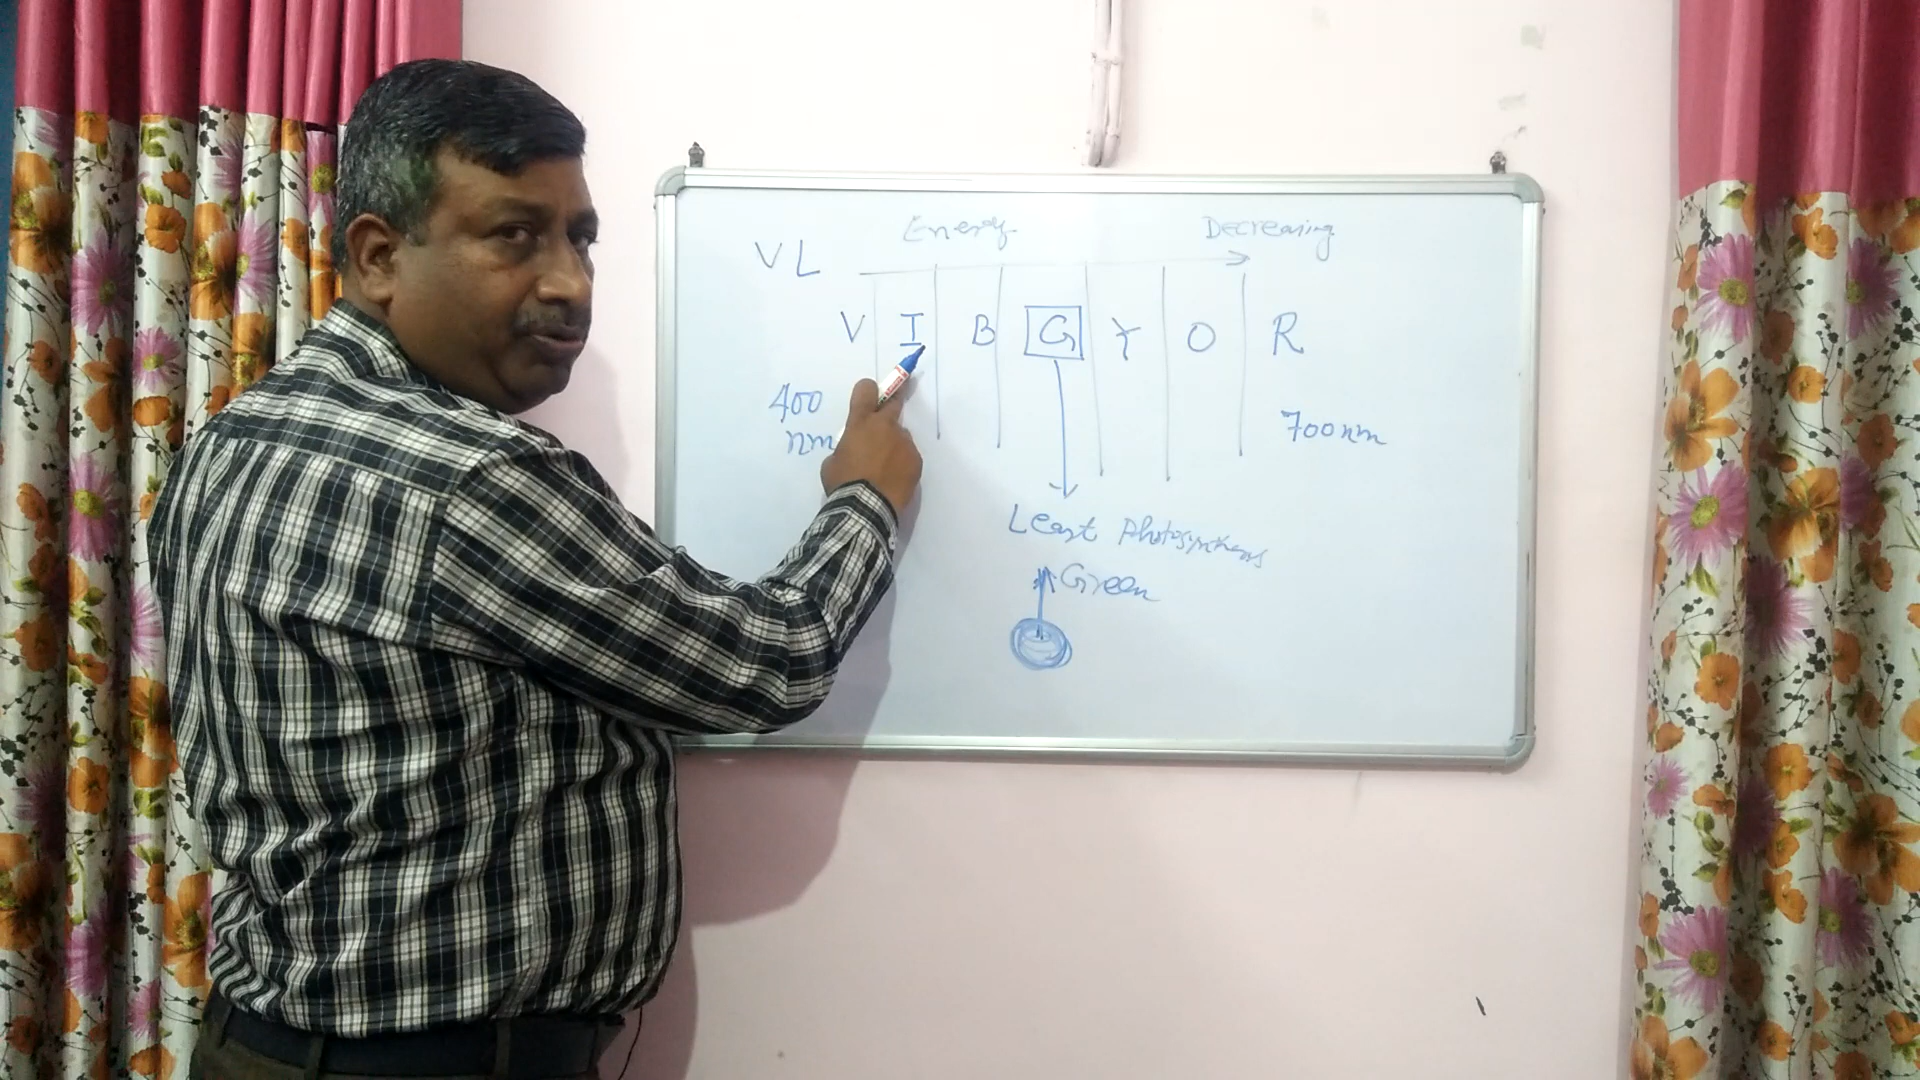 Energy Decreasing
VL
V I B G Y O R
400
nm
700nm
Least Photosynthesis
Green